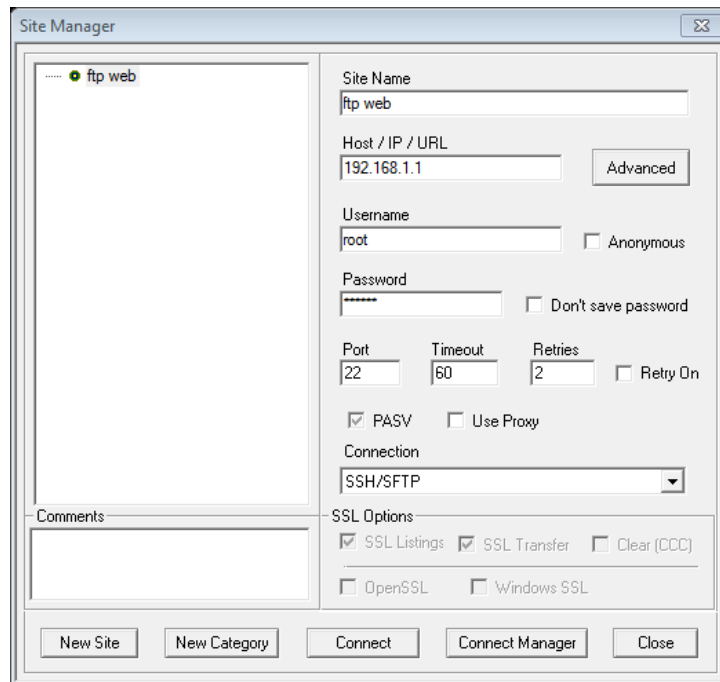 Site Manager
ftp web
Site Name
ftp web
Host / IP / URL
192.168.1.1
Advanced
Username
root
Anonymous
Password
******
Don't save password
Port Timeout Retries
22 60 2 Retry On
PASV Use Proxy
Connection
SSH/SFTP
Comments
SSL Options
SSL Listings SSL Transfer Clear (CCC)
OpenSSL Windows SSL
New Site New Category Connect Connect Manager Close